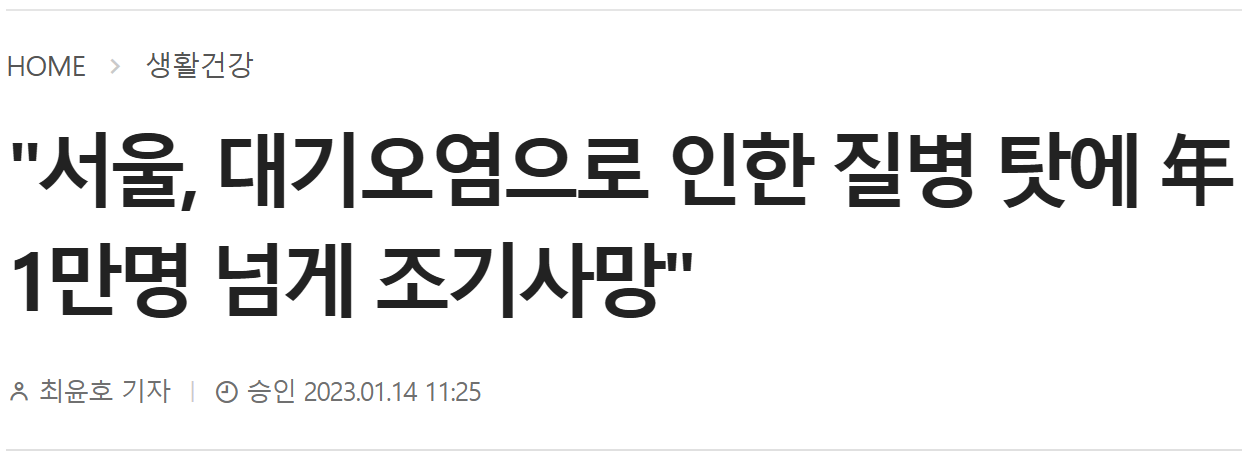 HOME > 생활건강
"서울, 대기오염으로 인한 질병 탓에 年
1만명 넘게 조기사망"
최윤호 기자 | 승인 2023.01.14 11:25